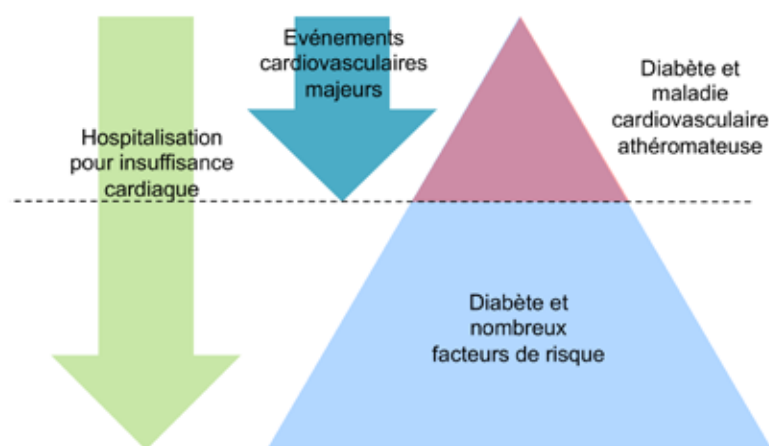 Evénements
cardiovasculaires
majeurs
Diabète et
maladie
cardiovasculaire
athéromateuse
Hospitalisation
pour insuffisance
cardiaque
Diabète et
nombreux
facteurs de risque